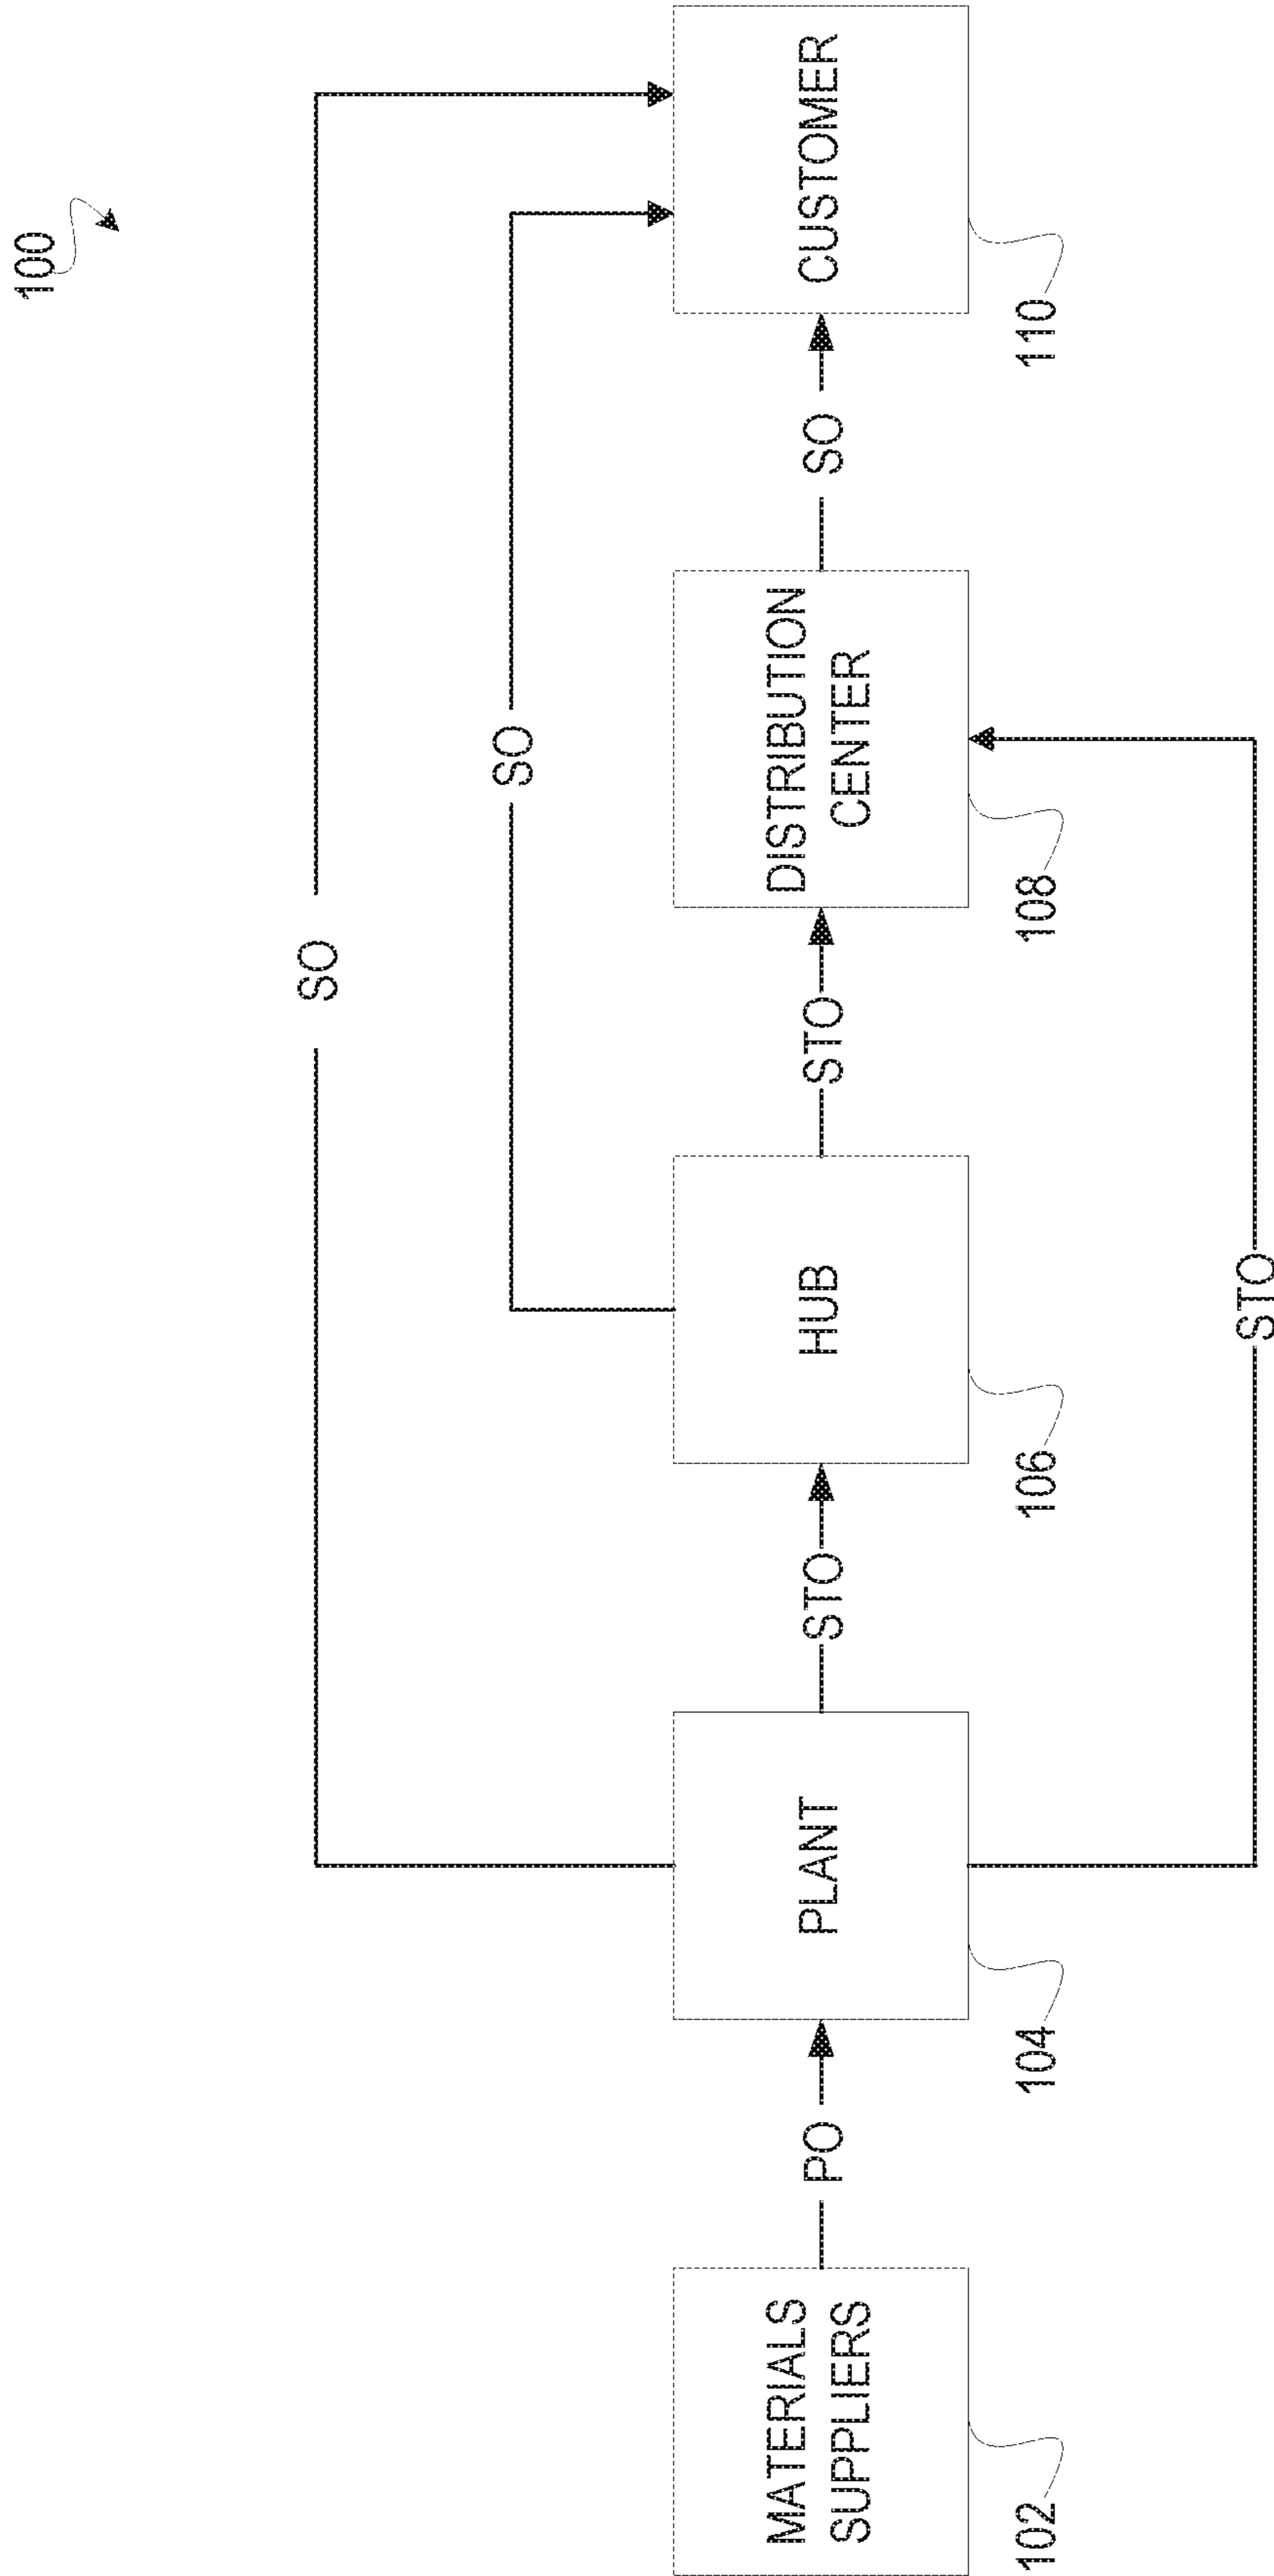 100
SO
SO
MATERIALS
SUPPLIERS
PO
PLANT
STO
HUB
STO
DISTRIBUTION
CENTER
SO
CUSTOMER
102
104
106
108
110
STO